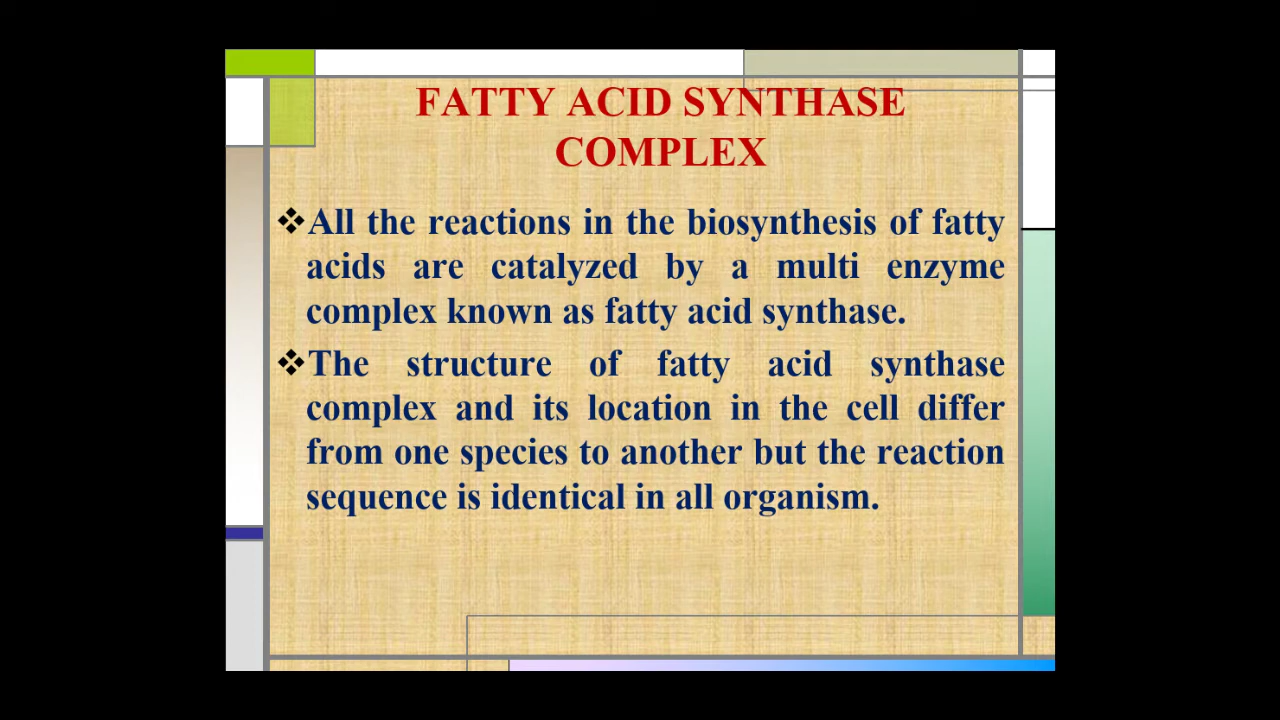 FATTY ACID SYNTHASE
COMPLEX
❖All the reactions in the biosynthesis of fatty
acids are catalyzed by a multi enzyme
complex known as fatty acid synthase.
❖The structure of fatty acid synthase
complex and its location in the cell differ
from one species to another but the reaction
sequence is identical in all organism.